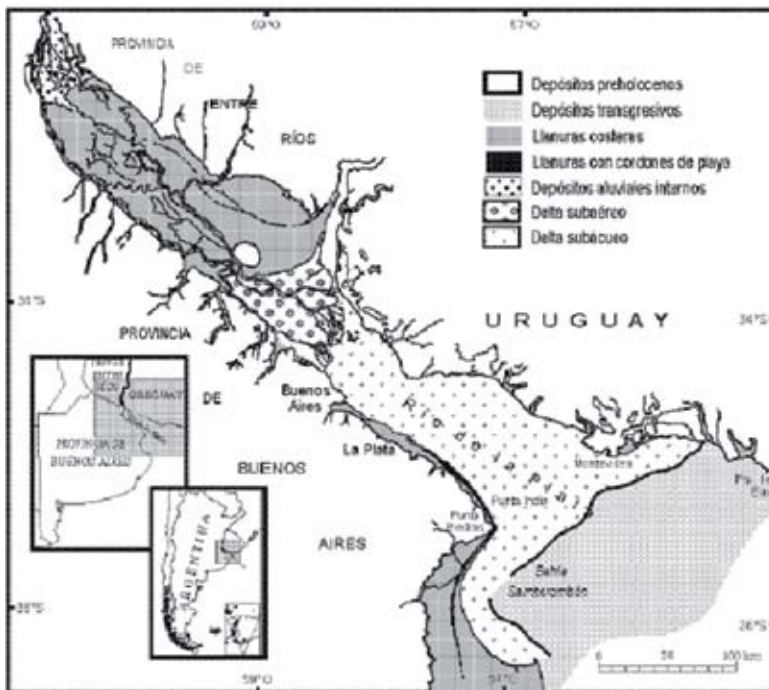 59°O
57°O
PROVINCIA
DE
ENTRE
RÍOS
Depósitos preholocenos
Depósitos transgresivos
Llanuras costeras
Llanuras con cordones de playa
Depósitos aluviales internos
Delta subaéreo
Delta subácueo
34°S
34°S
URUGUAY
PROVINCIA
DE
BUENOS
AIRES
Buenos
Aires
La Plata
Río de la Plata
Montevideo
Punta Indio
Punta
Piedras
Bahía
Samborombón
URUGUAY
PROVINCIA DE
BUENOS AIRES
ARGENTINA
36°S
36°S
0 50 100 km
59°O